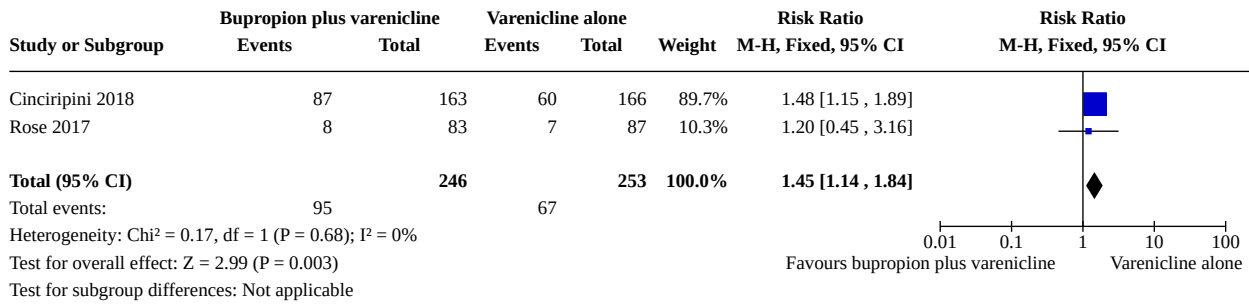 Bupropion plus varenicline Varenicline alone Risk Ratio Risk Ratio
Study or Subgroup Events Total Events Total Weight M-H, Fixed, 95% CI M-H, Fixed, 95% CI
Cinciripini 2018 87 163 60 166 89.7% 1.48 [1.15 , 1.89]
Rose 2017 8 83 7 87 10.3% 1.20 [0.45 , 3.16]
Total (95% CI) 246 253 100.0% 1.45 [1.14 , 1.84]
Total events: 95 67
Heterogeneity: Chi² = 0.17, df = 1 (P = 0.68); I² = 0%
0.01 0.1 1 10 100
Test for overall effect: Z = 2.99 (P = 0.003) Favours bupropion plus varenicline Varenicline alone
Test for subgroup differences: Not applicable